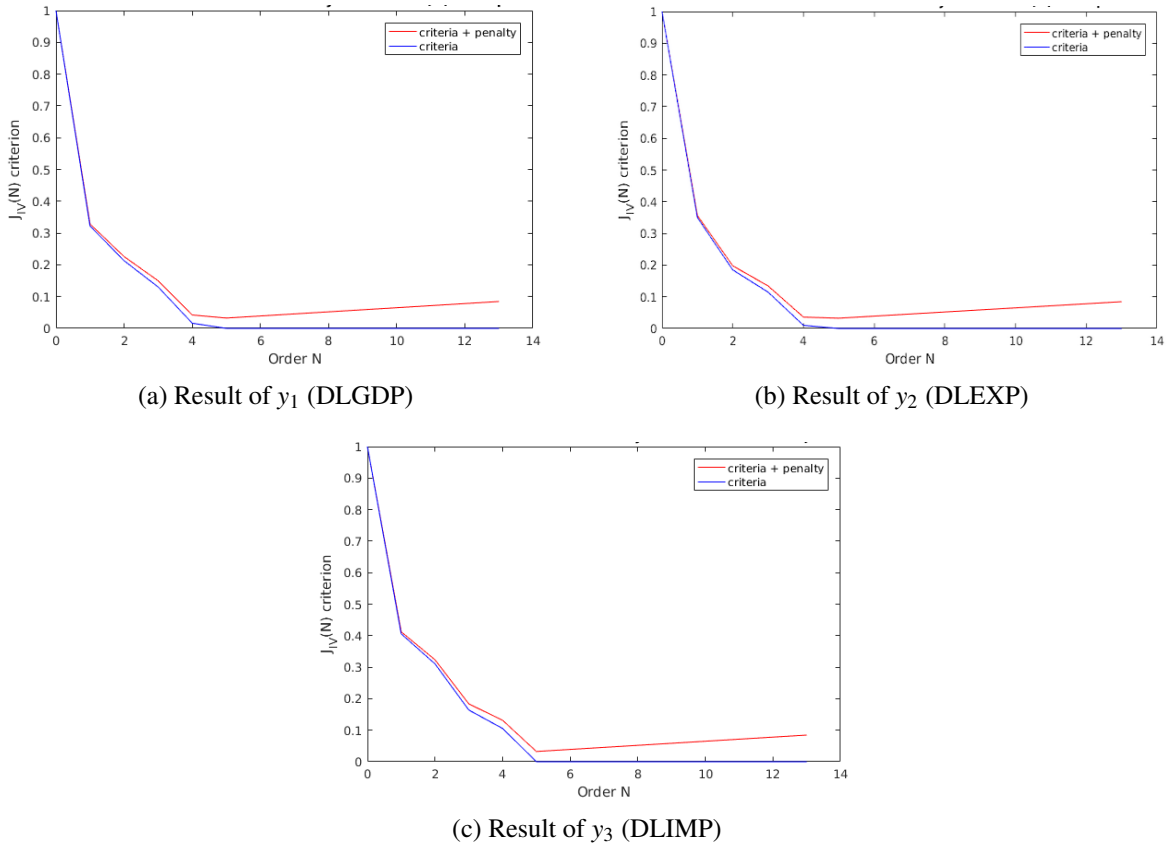 1
0.9
0.8
0.7
0.6
0.5
0.4
0.3
0.2
0.1
0
J_IV(N) criterion
criteria + penalty
criteria
0 2 4 6 8 10 12 14
Order N
(a) Result of y₁ (DLGDP)
1
0.9
0.8
0.7
0.6
0.5
0.4
0.3
0.2
0.1
0
J_IV(N) criterion
criteria + penalty
criteria
0 2 4 6 8 10 12 14
Order N
(b) Result of y₂ (DLEXP)
1
0.9
0.8
0.7
0.6
0.5
0.4
0.3
0.2
0.1
0
J_IV(N) criterion
criteria + penalty
criteria
0 2 4 6 8 10 12 14
Order N
(c) Result of y₃ (DLIMP)